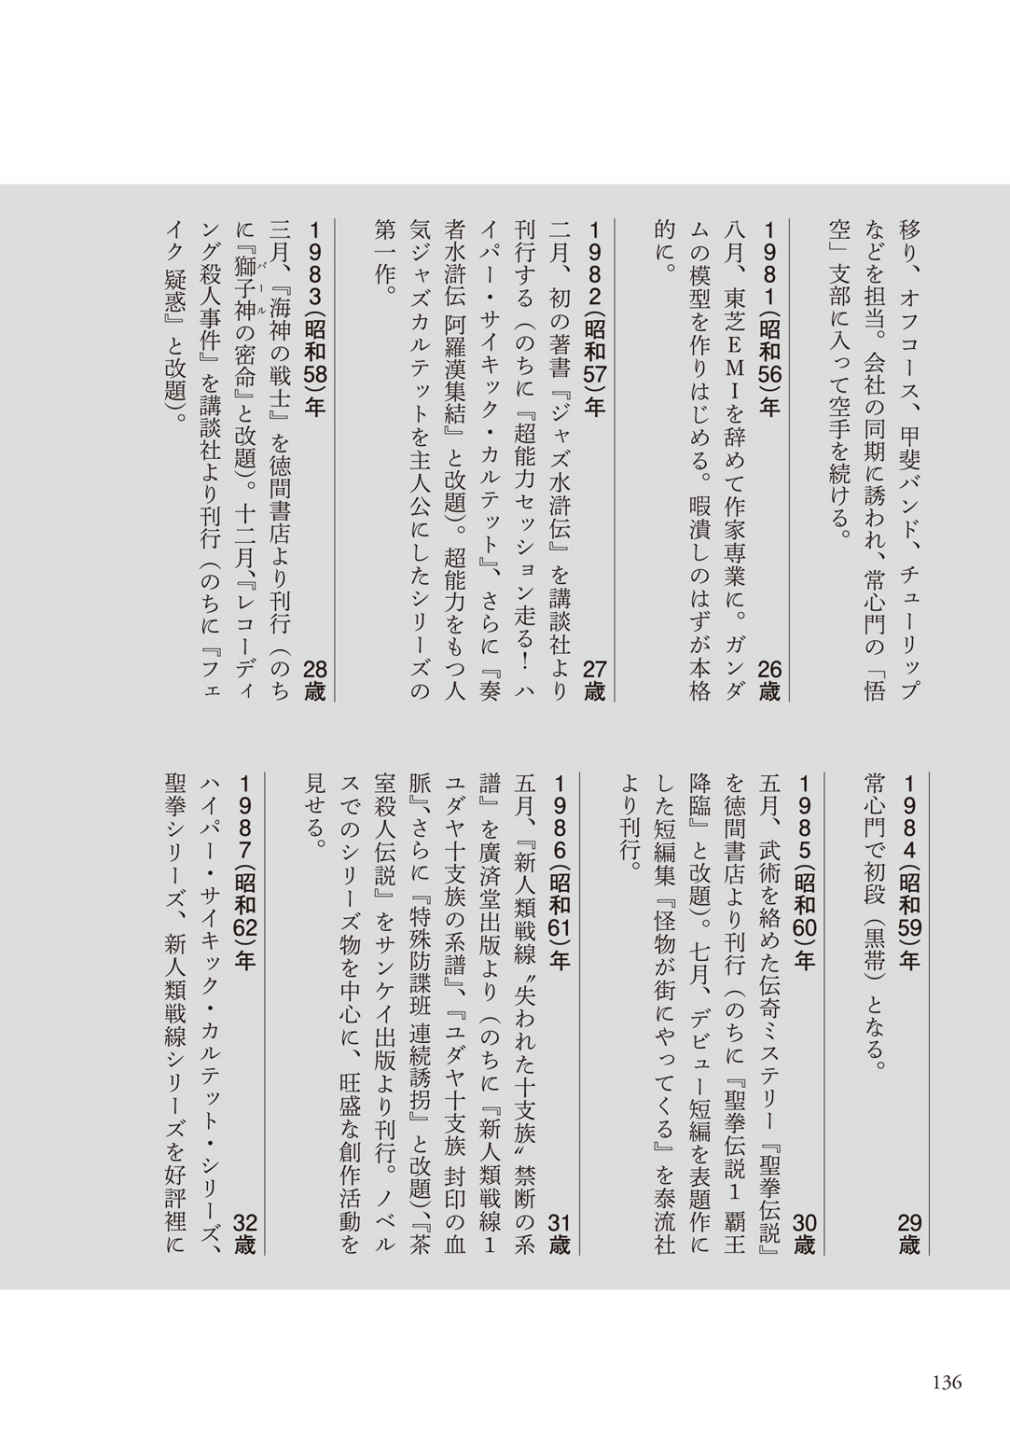 移り、オフコース、甲斐バンド、チューリップ
などを担当。会社の同期に誘われ、常心門の「悟
空」支部に入って空手を続ける。
1981(昭和56)年 26歳
八月、東芝ＥＭＩを辞めて作家専業に。ガンダ
ムの模型を作りはじめる。暇潰しのはずが本格
的に。
1982(昭和57)年 27歳
二月、初の著書『ジャズ水滸伝』を講談社より
刊行する（のちに『超能力セッション走る！ ハ
イパー・サイキック・カルテット』、さらに『奏
者水滸伝 阿羅漢集結』と改題）。超能力をもつ人
気ジャズカルテットを主人公にしたシリーズの
第一作。
1983(昭和58)年 28歳
三月、『海神の戦士』を徳間書店より刊行（のち
に『獅子神の密命』と改題）。十二月、『レコーディ
パール
ング殺人事件』を講談社より刊行（のちに『フェ
イク 疑惑』と改題）。
1984(昭和59)年 29歳
常心門で初段（黒帯）となる。
1985(昭和60)年 30歳
五月、武術を絡めた伝奇ミステリー『聖拳伝説』
を徳間書店より刊行（のちに『聖拳伝説１ 覇王
降臨』と改題）。七月、デビュー短編を表題作に
した短編集『怪物が街にやってくる』を泰流社
より刊行。
1986(昭和61)年 31歳
五月、『新人類戦線〝失われた十支族〟禁断の系
譜』を廣済堂出版より（のちに『新人類戦線１
ユダヤ十支族の系譜』、『ユダヤ十支族 封印の血
脈』、さらに『特殊防諜班 連続誘拐』と改題）、『茶
室殺人伝説』をサンケイ出版より刊行。ノベル
スでのシリーズ物を中心に、旺盛な創作活動を
見せる。
1987(昭和62)年 32歳
ハイパー・サイキック・カルテット・シリーズ、
聖拳シリーズ、新人類戦線シリーズを好評裡に
136